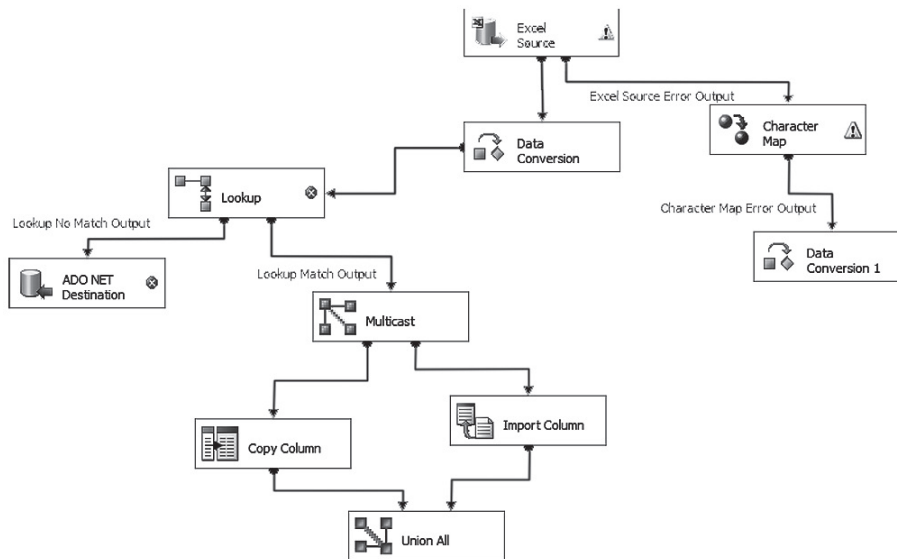 Excel
Source
Excel Source Error Output
Character
Map
Data
Conversion
Lookup
Lookup No Match Output
Character Map Error Output
ADO NET
Destination
Lookup Match Output
Data
Conversion 1
Multicast
Copy Column
Import Column
Union All